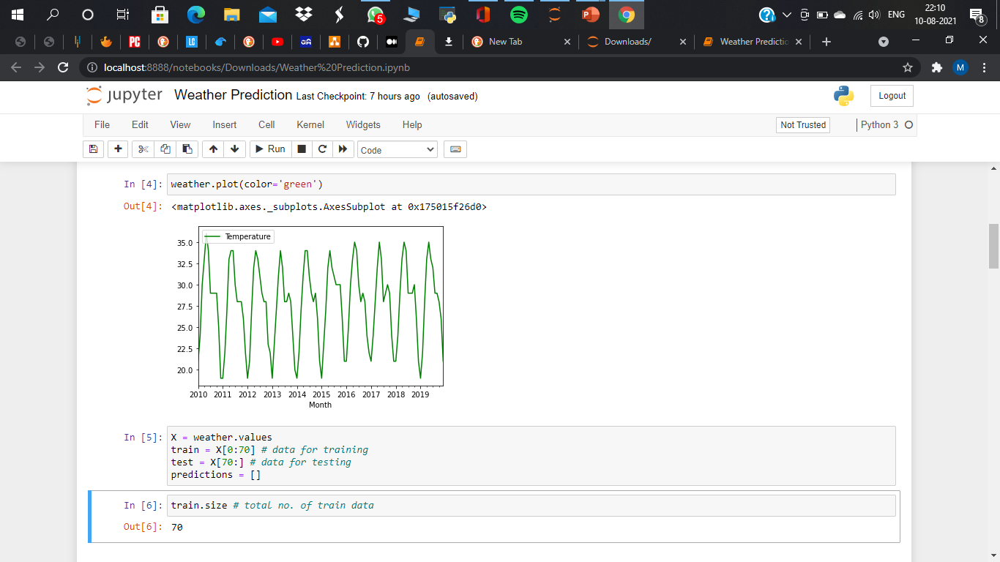 5
ENG
22:10
10-08-2021
8
PC
LC
GA
New Tab
Downloads/
Weather Predictio
localhost:8888/notebooks/Downloads/Weather%20Prediction.ipynb
M
jupyter Weather Prediction Last Checkpoint: 7 hours ago (autosaved)
Logout
File Edit View Insert Cell Kernel Widgets Help
Not Trusted
Python 3
Run
Code
In [4]: weather.plot(color='green')
Out[4]: <matplotlib.axes._subplots.AxesSubplot at 0x175015f26d0>
Temperature
35.0
32.5
30.0
27.5
25.0
22.5
20.0
2010 2011 2012 2013 2014 2015 2016 2017 2018 2019
Month
In [5]: X = weather.values
train = X[0:70] # data for training
test = X[70:] # data for testing
predictions = []
In [6]: train.size # total no. of train data
Out[6]: 70